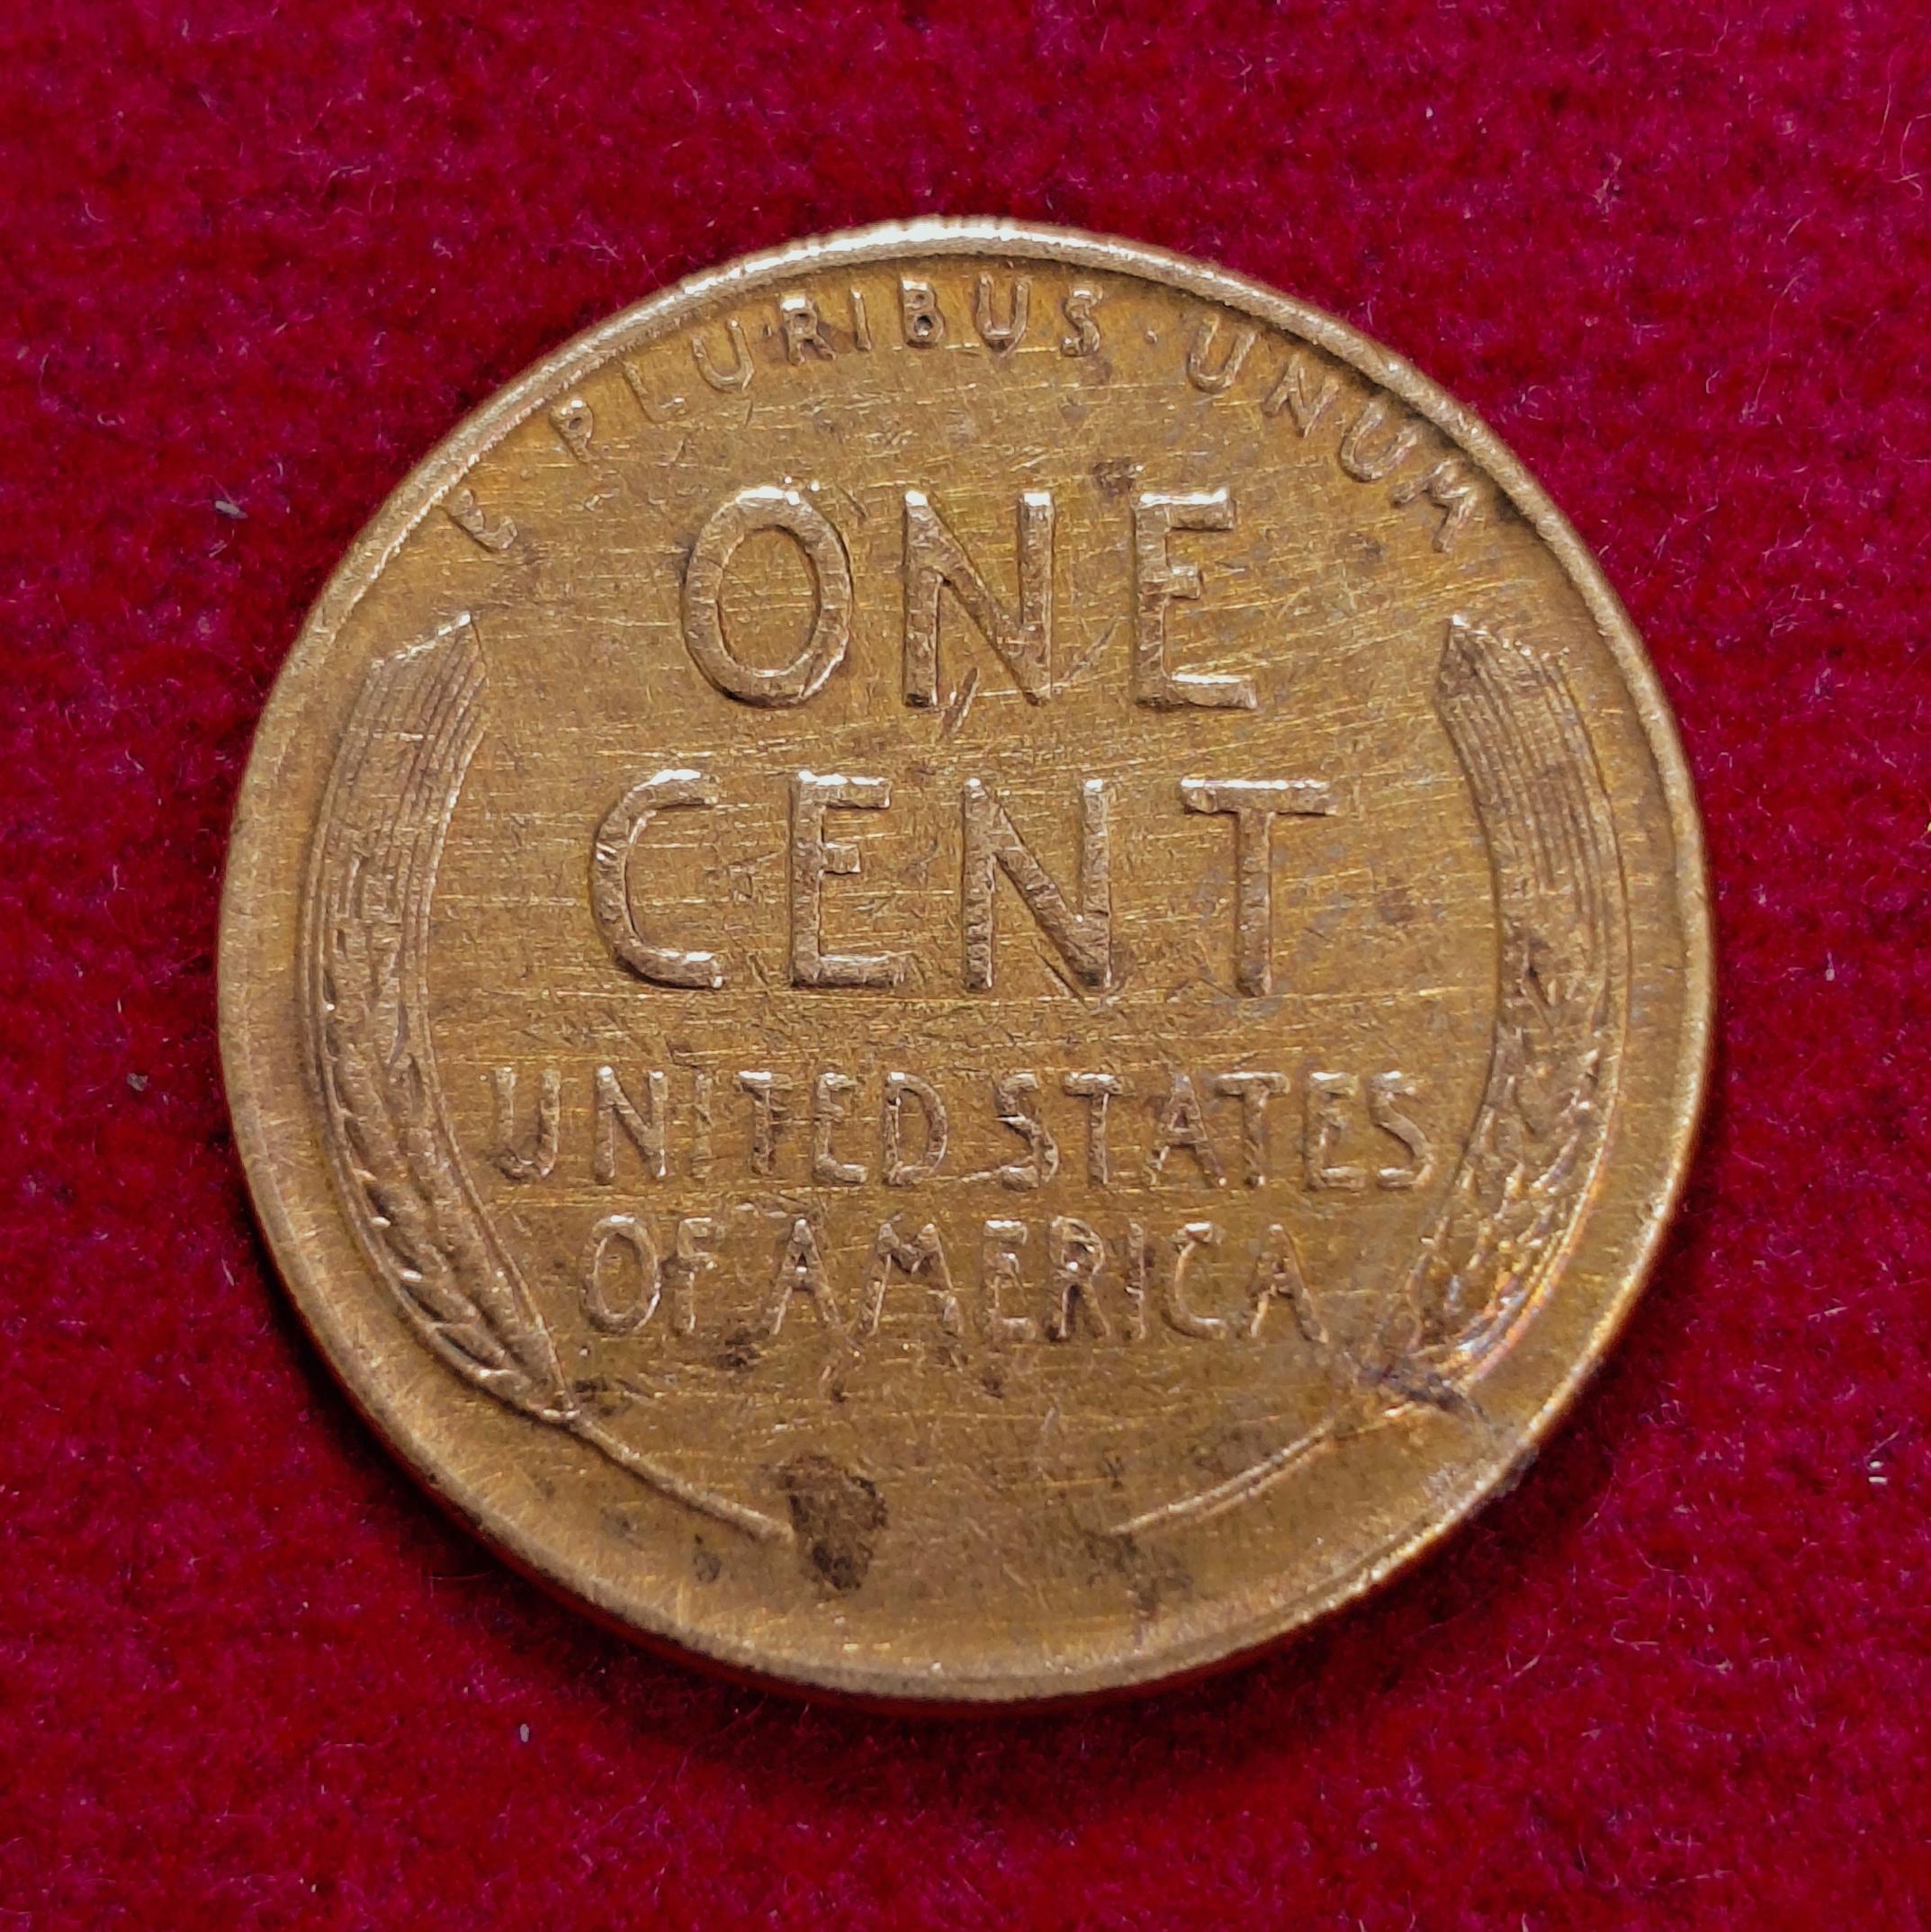 E PLURIBUS · UNUM
ONE
CENT
UNITED STATES
OF AMERICA